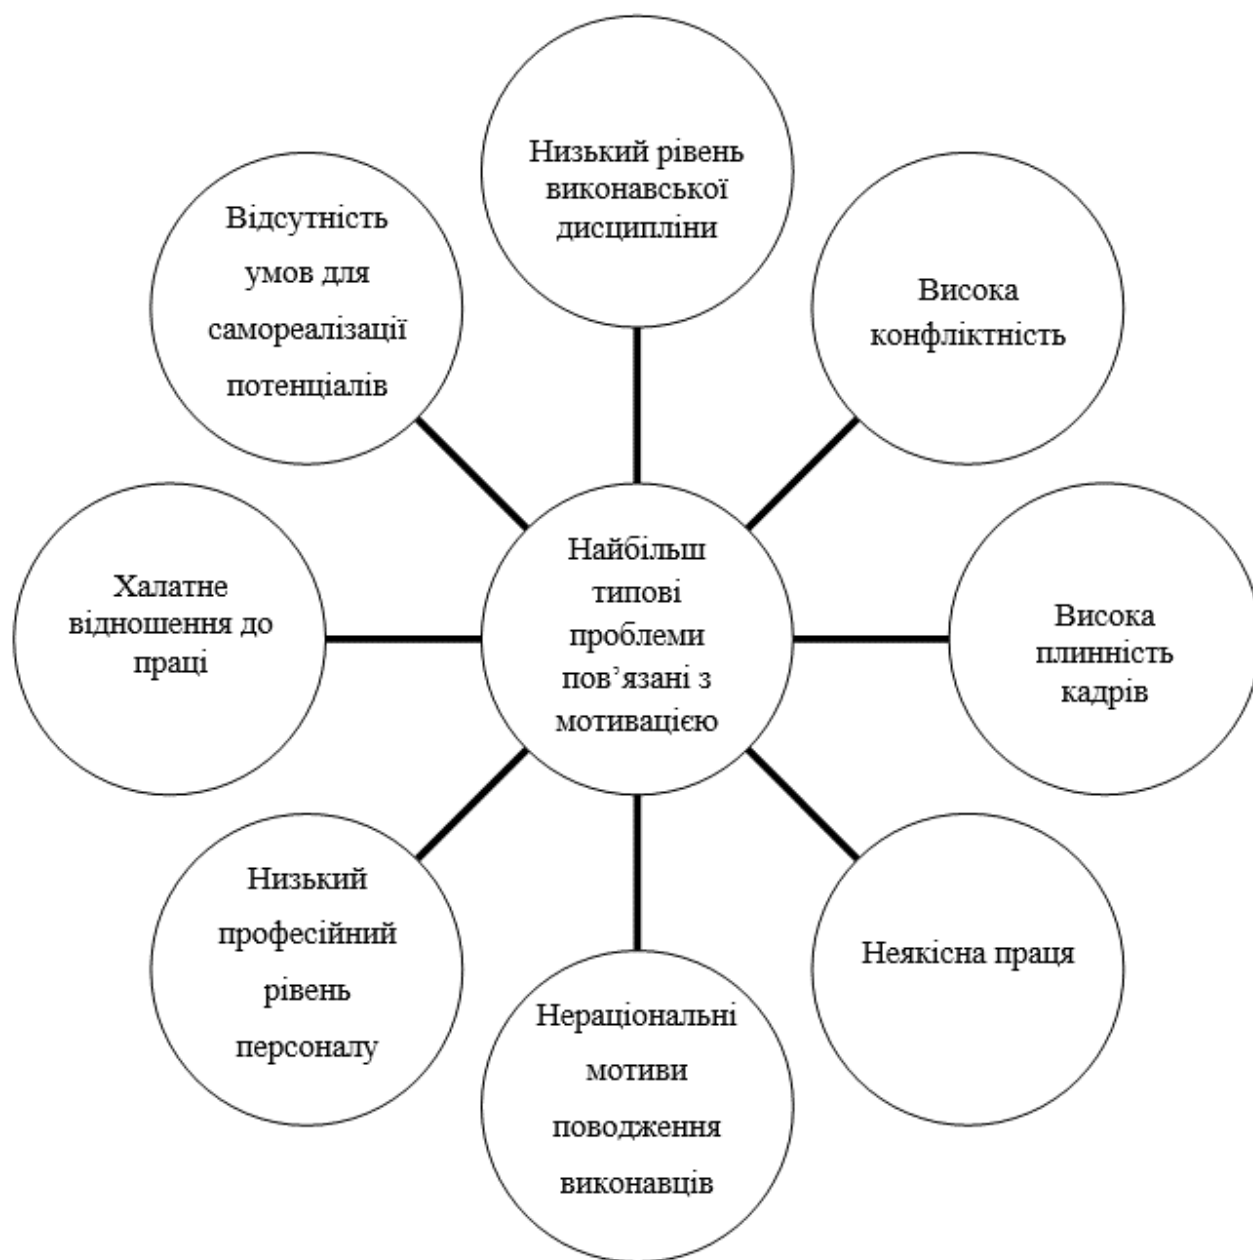 Низький рівень
виконавської
дисципліни
Висока
конфліктність
Висока
плинність
кадрів
Неякісна праця
Нераціональні
мотиви
поводження
виконавців
Низький
професійний
рівень
персоналу
Халатне
відношення до
праці
Відсутність
умов для
самореалізації
потенціалів
Найбільш
типові
проблеми
пов’язані з
мотивацією